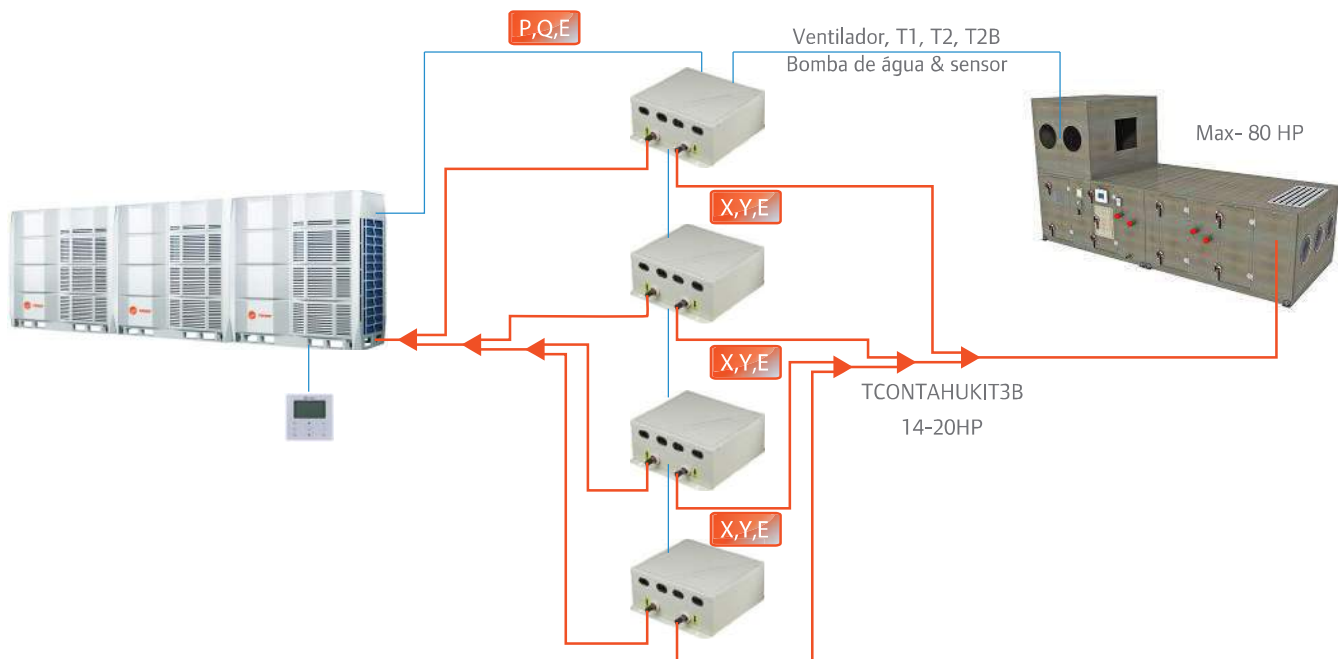 P,Q,E
Ventilador, T1, T2, T2B
Bomba de água & sensor
Max- 80 HP
X,Y,E
X,Y,E
TCONTAHUKIT3B
14-20HP
X,Y,E